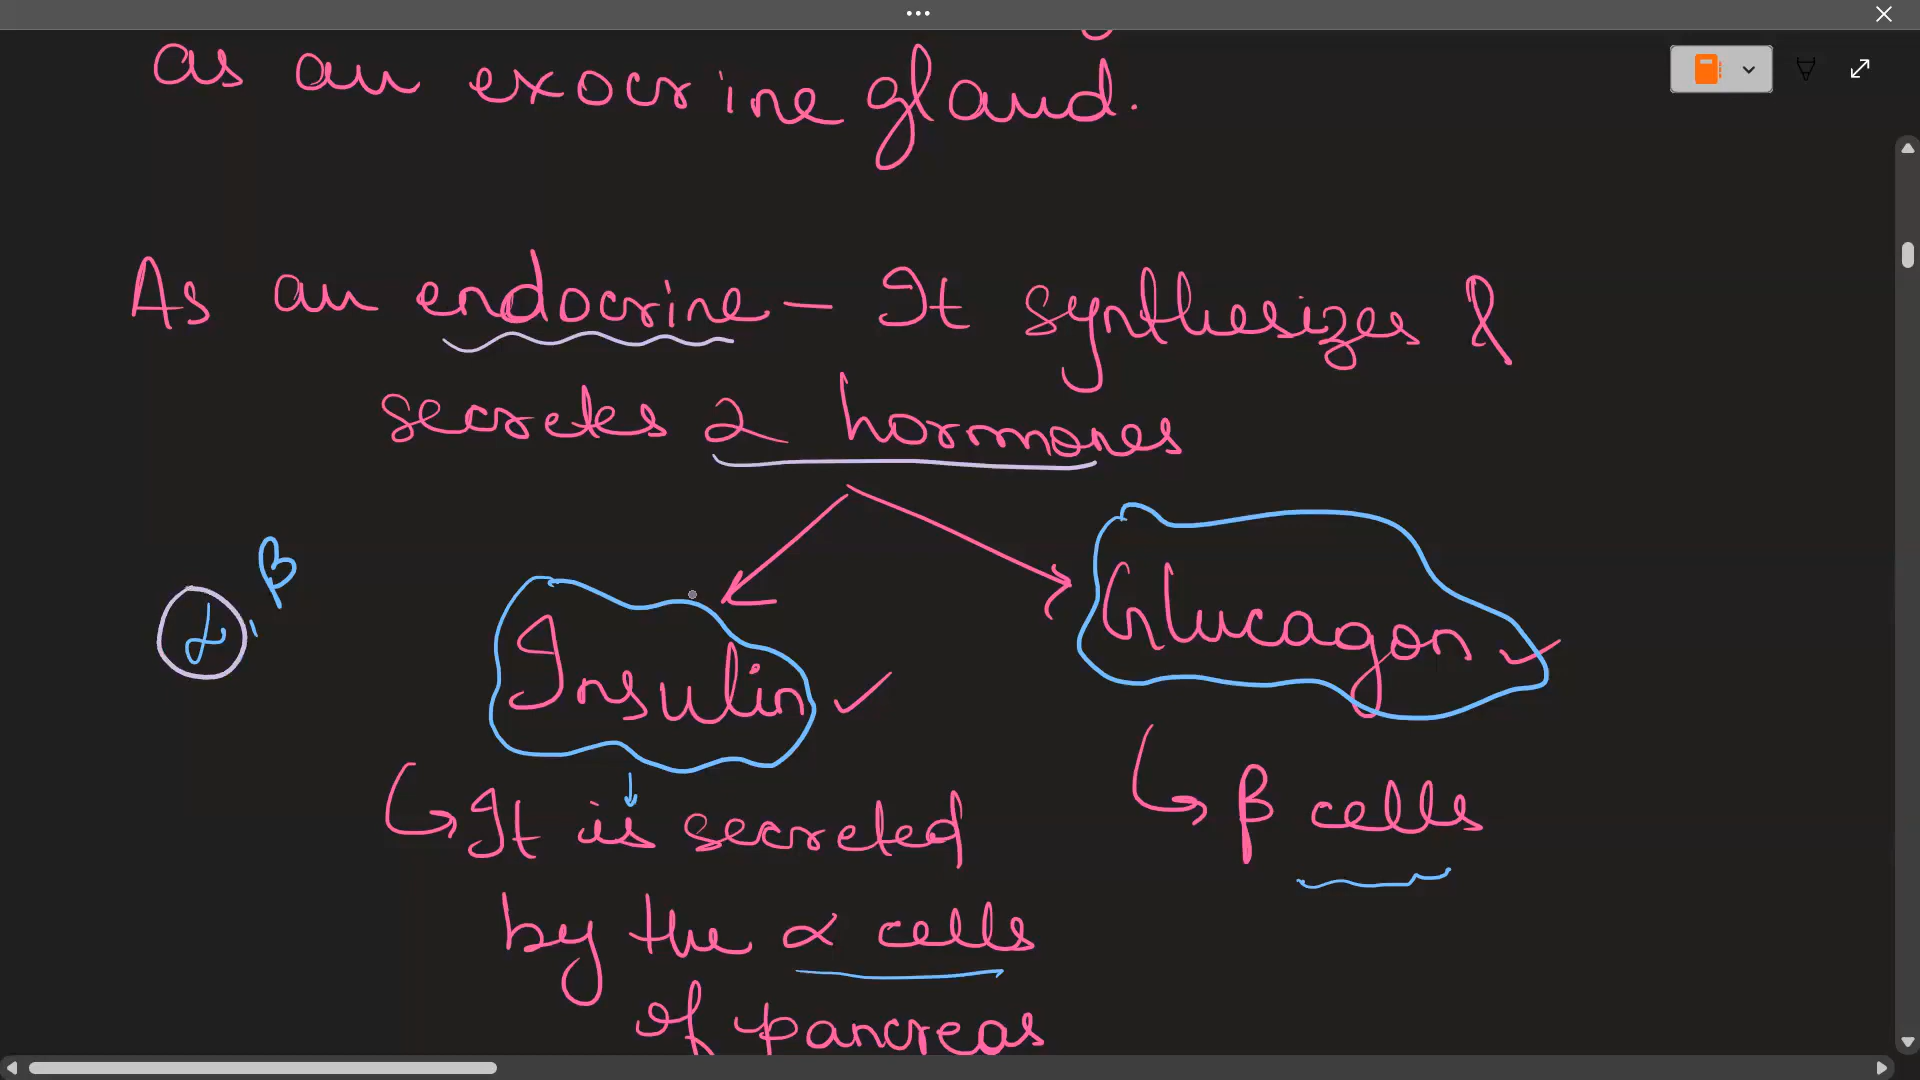 as an exocrine gland.
As an endocrine — It synthesizes &
secretes 2 hormones
β
α
Insulin ✓
Glucagon ✓
It is secreted
β cells
by the α cells
of pancreas